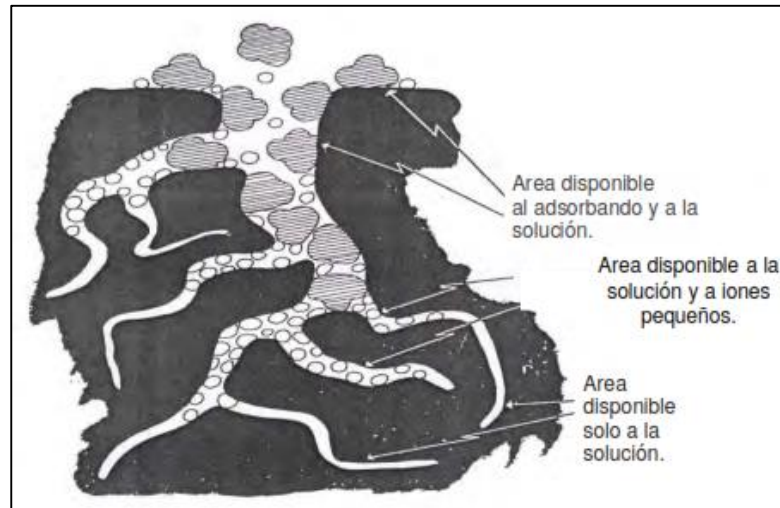 Area disponible
al adsorbando y a la
solución.
Area disponible a la
solución y a iones
pequeños.
Area
disponible
solo a la
solución.